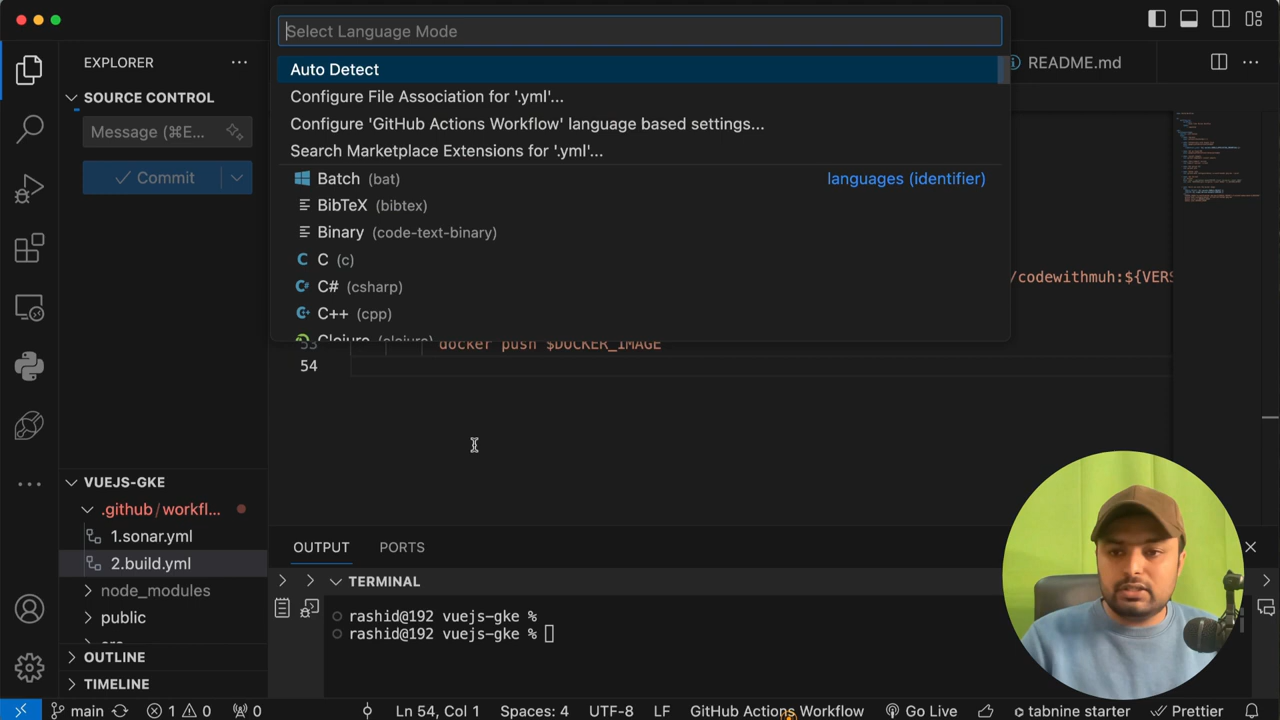 Select Language Mode
Auto Detect
Configure File Association for '.yml'...
Configure 'GitHub Actions Workflow' language based settings...
Search Marketplace Extensions for '.yml'...
Batch (bat)
languages (identifier)
BibTeX (bibtex)
Binary (code-text-binary)
C (c)
C# (csharp)
C++ (cpp)
Clojure (clojure)
EXPLORER
SOURCE CONTROL
Message (⌘E...
Commit
README.md
/codewithmuh:${VERS
53 docker push $DOCKER_IMAGE
54
VUEJS-GKE
.github / workfl...
1.sonar.yml
2.build.yml
node_modules
public
OUTLINE
TIMELINE
OUTPUT
PORTS
TERMINAL
rashid@192 vuejs-gke %
rashid@192 vuejs-gke %
main 1 0 0 Ln 54, Col 1 Spaces: 4 UTF-8 LF GitHub Actions Workflow Go Live tabnine starter Prettier